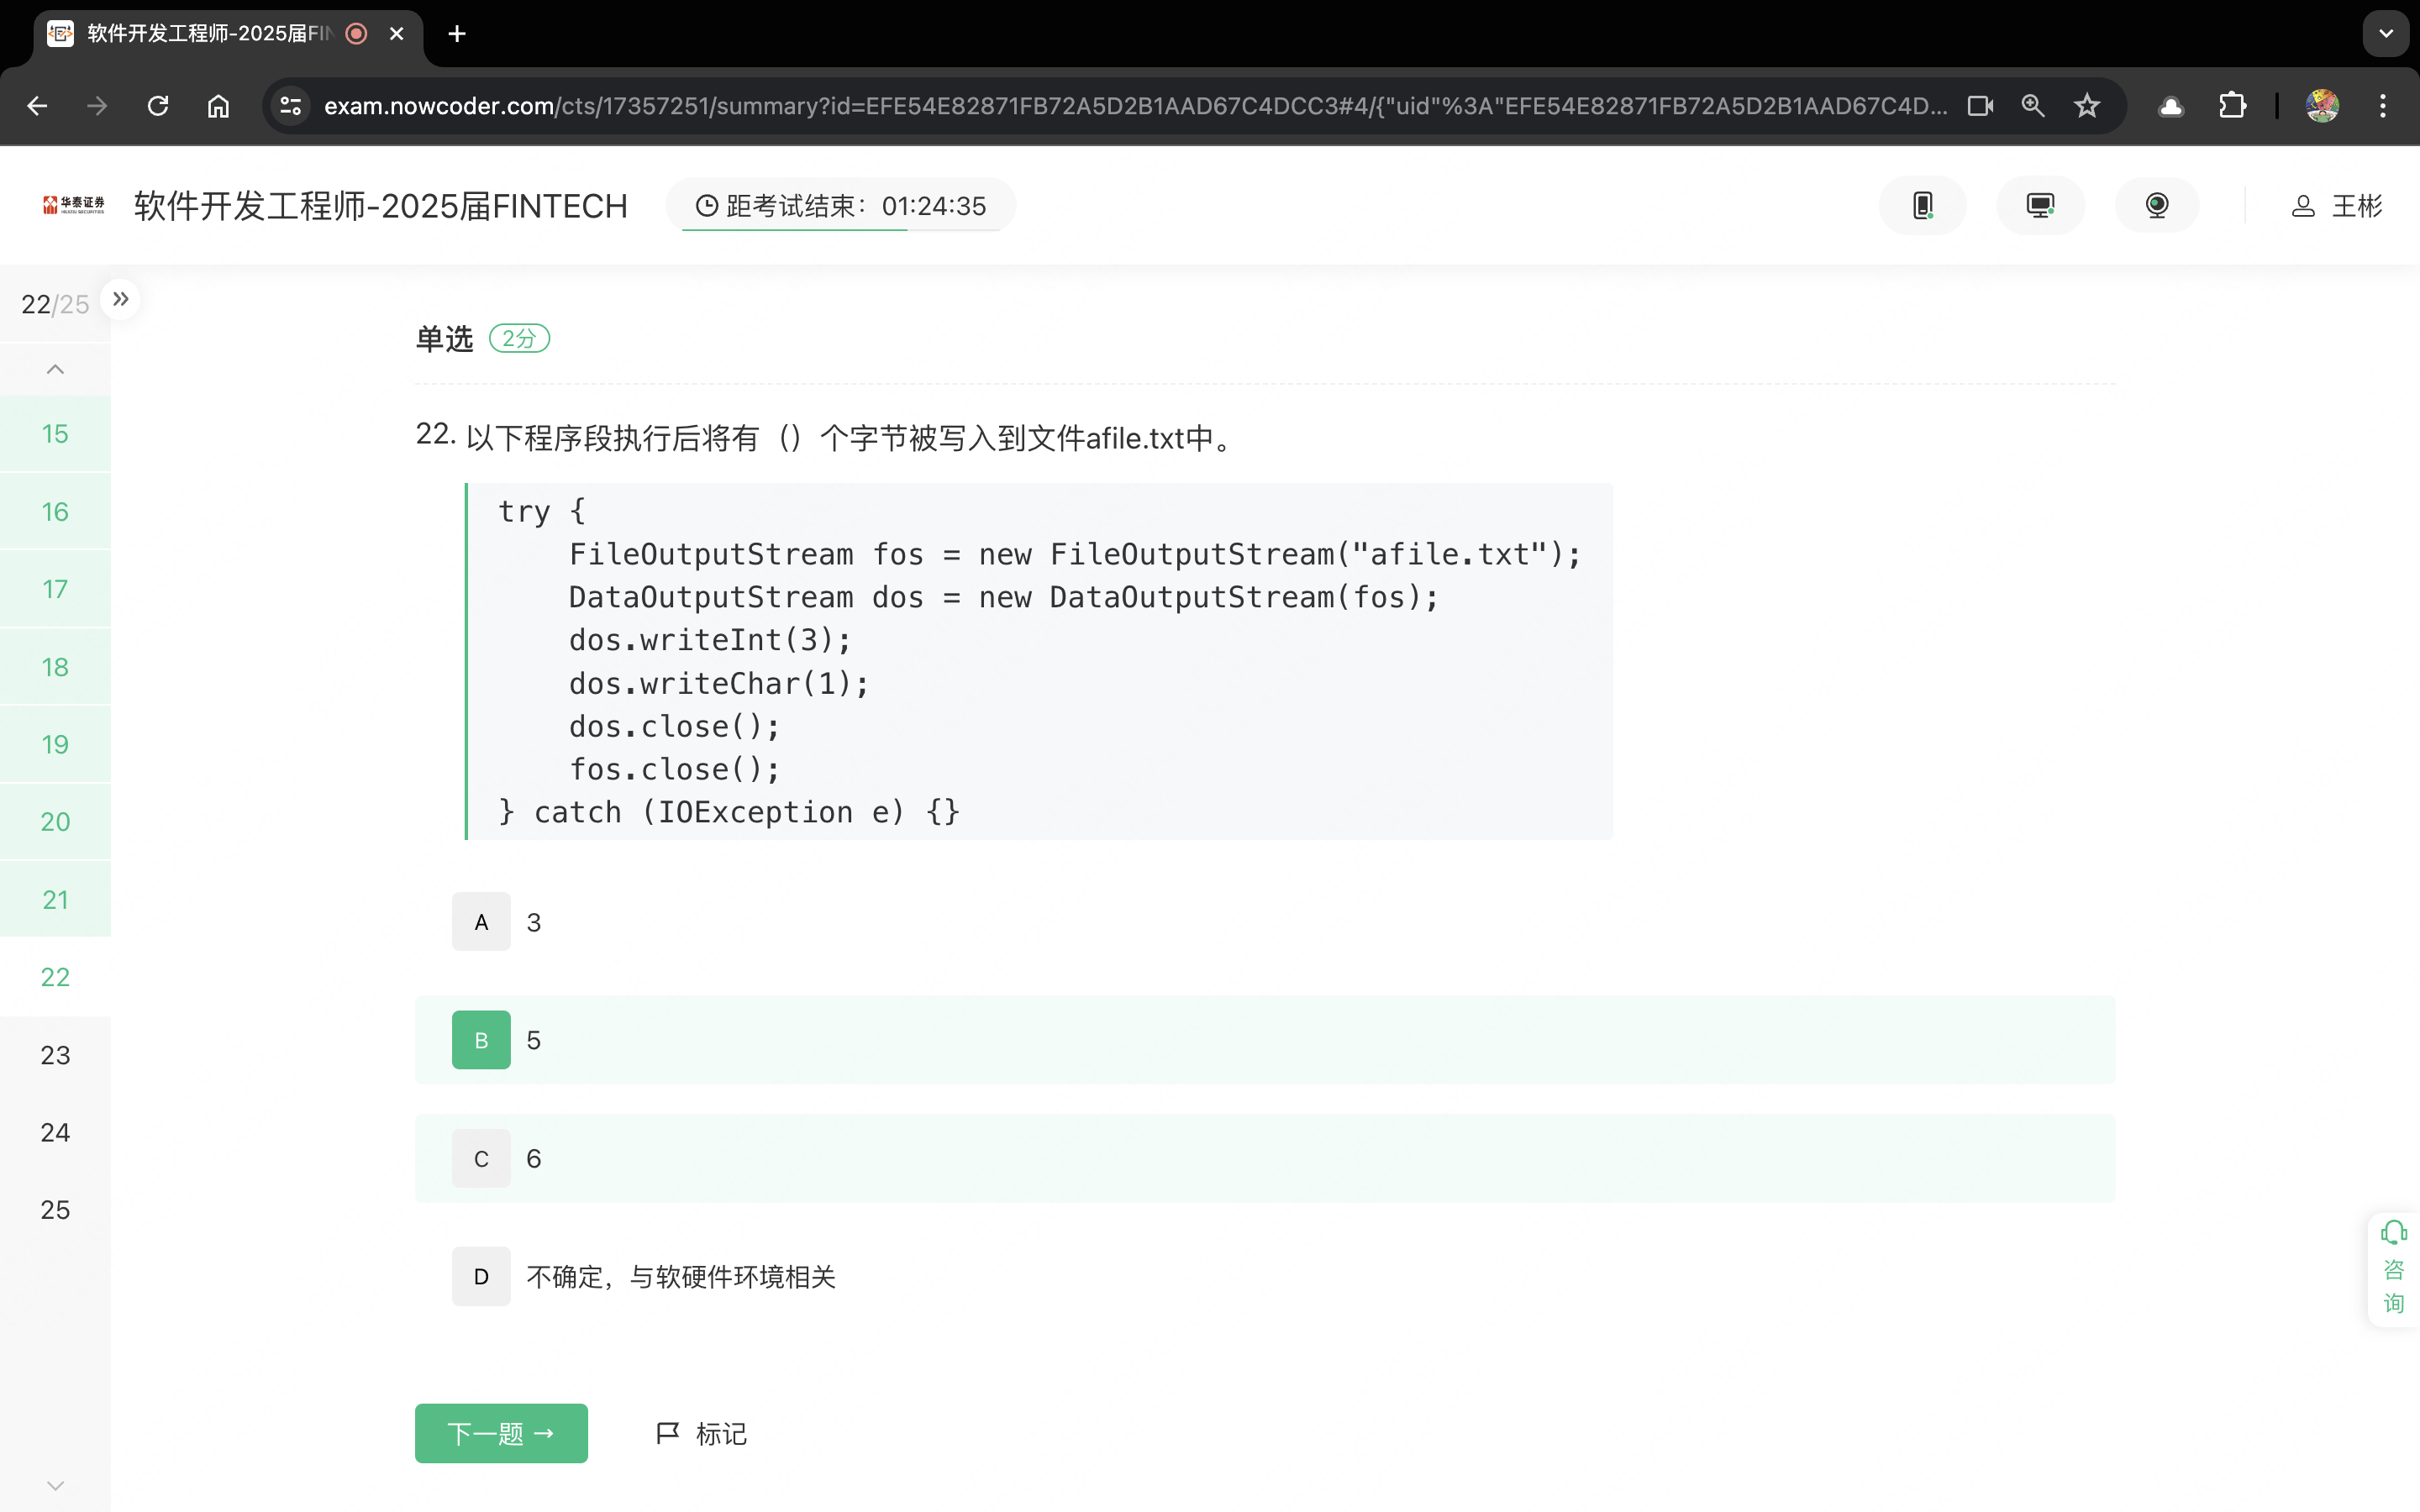 软件开发工程师-2025届FIN
exam.nowcoder.com/cts/17357251/summary?id=EFE54E82871FB72A5D2B1AAD67C4DCC3#4/{"uid"%3A"EFE54E82871FB72A5D2B1AAD67C4D...
华泰证券
HUATAI SECURITIES
软件开发工程师-2025届FINTECH
距考试结束：01:24:35
王彬
22/25
15
16
17
18
19
20
21
22
23
24
25
单选 2分
22. 以下程序段执行后将有（）个字节被写入到文件afile.txt中。
try {
    FileOutputStream fos = new FileOutputStream("afile.txt");
    DataOutputStream dos = new DataOutputStream(fos);
    dos.writeInt(3);
    dos.writeChar(1);
    dos.close();
    fos.close();
} catch (IOException e) {}
A 3
B 5
C 6
D 不确定，与软硬件环境相关
下一题 →
标记
咨
询